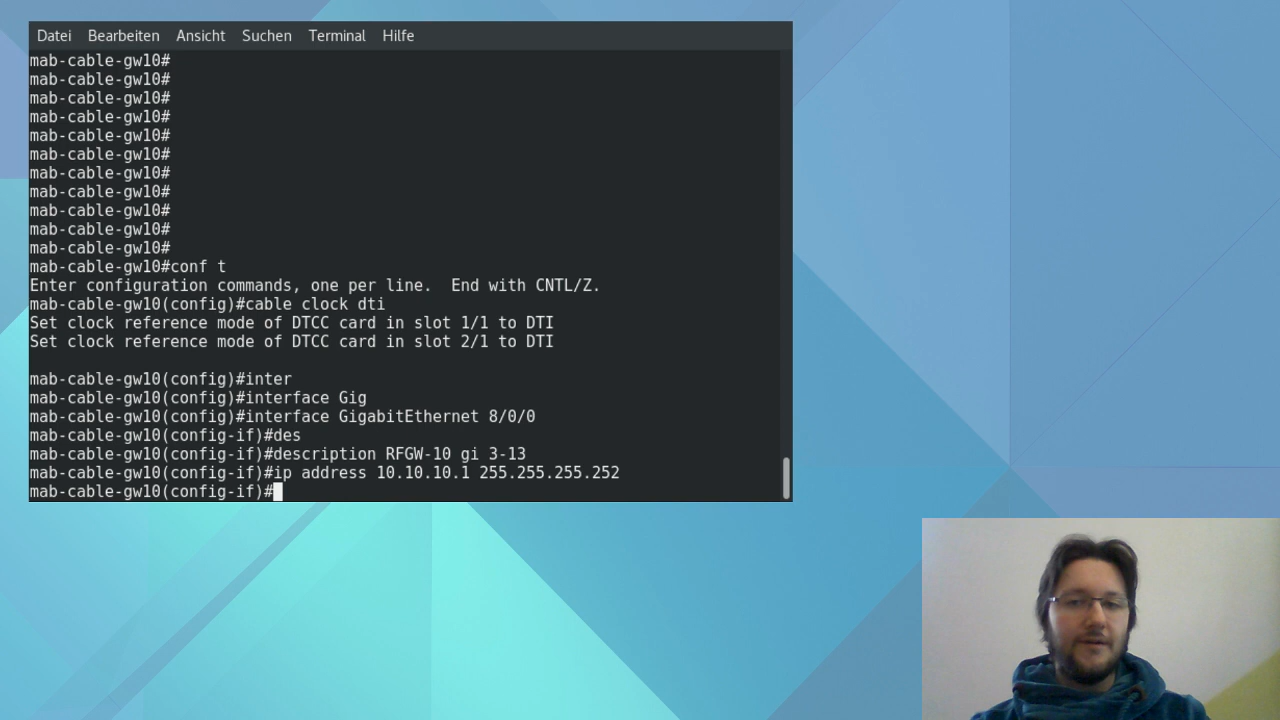 Datei Bearbeiten Ansicht Suchen Terminal Hilfe
mab-cable-gw10#
mab-cable-gw10#
mab-cable-gw10#
mab-cable-gw10#
mab-cable-gw10#
mab-cable-gw10#
mab-cable-gw10#
mab-cable-gw10#
mab-cable-gw10#
mab-cable-gw10#
mab-cable-gw10#
mab-cable-gw10#conf t
Enter configuration commands, one per line.  End with CNTL/Z.
mab-cable-gw10(config)#cable clock dti
Set clock reference mode of DTCC card in slot 1/1 to DTI
Set clock reference mode of DTCC card in slot 2/1 to DTI
mab-cable-gw10(config)#inter
mab-cable-gw10(config)#interface Gig
mab-cable-gw10(config)#interface GigabitEthernet 8/0/0
mab-cable-gw10(config-if)#des
mab-cable-gw10(config-if)#description RFGW-10 gi 3-13
mab-cable-gw10(config-if)#ip address 10.10.10.1 255.255.255.252
mab-cable-gw10(config-if)#